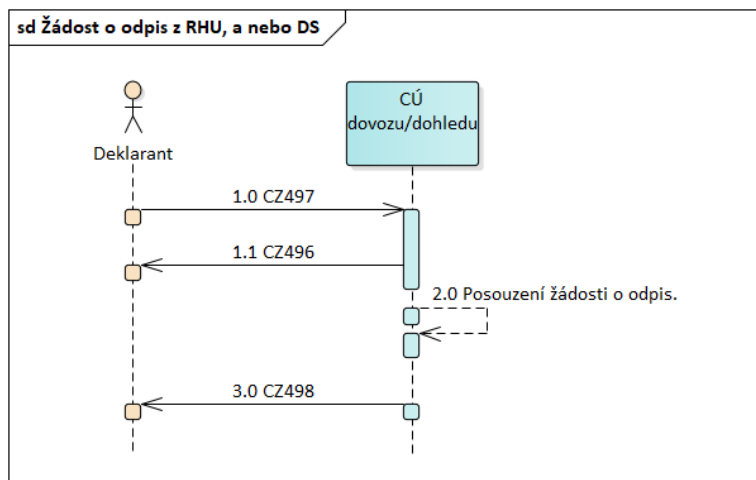 sd Žádost o odpis z RHU, a nebo DS
CÚ
dovozu/dohledu
Deklarant
1.0 CZ497
1.1 CZ496
2.0 Posouzení žádosti o odpis.
3.0 CZ498